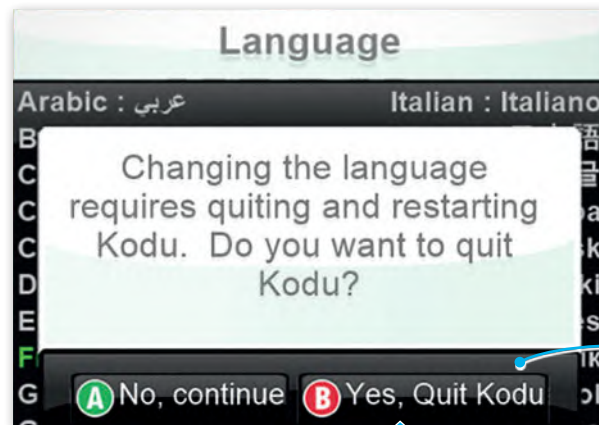 Language
Arabic : عربي Italian : Italiano
Changing the language
requires quiting and restarting
Kodu. Do you want to quit
Kodu?
A No, continue B Yes, Quit Kodu